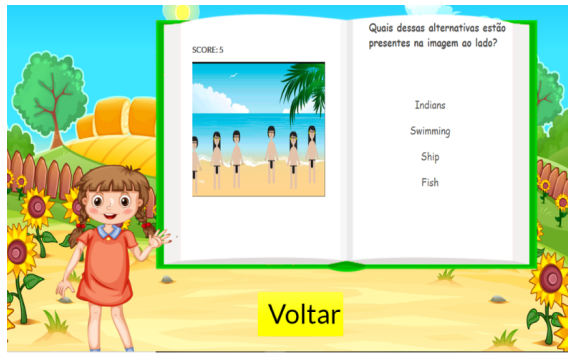 SCORE: 5
Quais dessas alternativas estão
presentes na imagem ao lado?
Indians
Swimming
Ship
Fish
Voltar